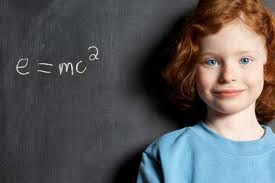 e = mc²